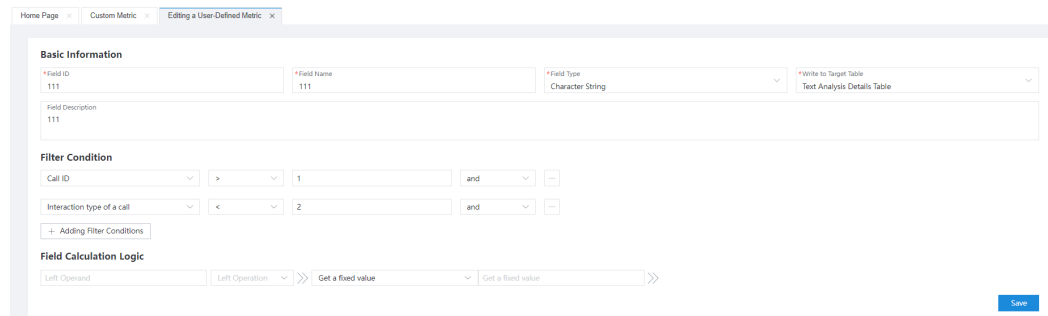 Home Page × Custom Metric × Editing a User-Defined Metric ×
Basic Information
*Field ID *Field Name *Field Type *Write to Target Table
111 111 Character String Text Analysis Details Table
Field Description
111
Filter Condition
Call ID > 1 and ...
Interaction type of a call < 2 and ...
+ Adding Filter Conditions
Field Calculation Logic
Left Operand Left Operation Get a fixed value Get a fixed value
Save